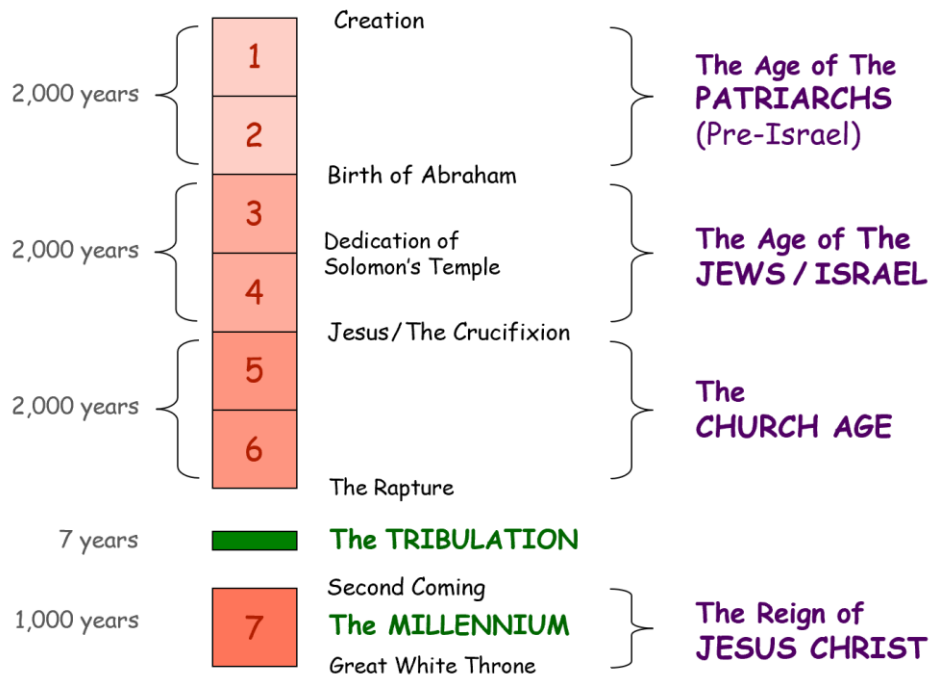 Creation
1
2,000 years
2
The Age of The
PATRIARCHS
(Pre-Israel)
Birth of Abraham
3
2,000 years
Dedication of
Solomon's Temple
4
The Age of The
JEWS / ISRAEL
Jesus/The Crucifixion
5
2,000 years
6
The
CHURCH AGE
The Rapture
7 years
The TRIBULATION
Second Coming
1,000 years
7
The MILLENNIUM
Great White Throne
The Reign of
JESUS CHRIST